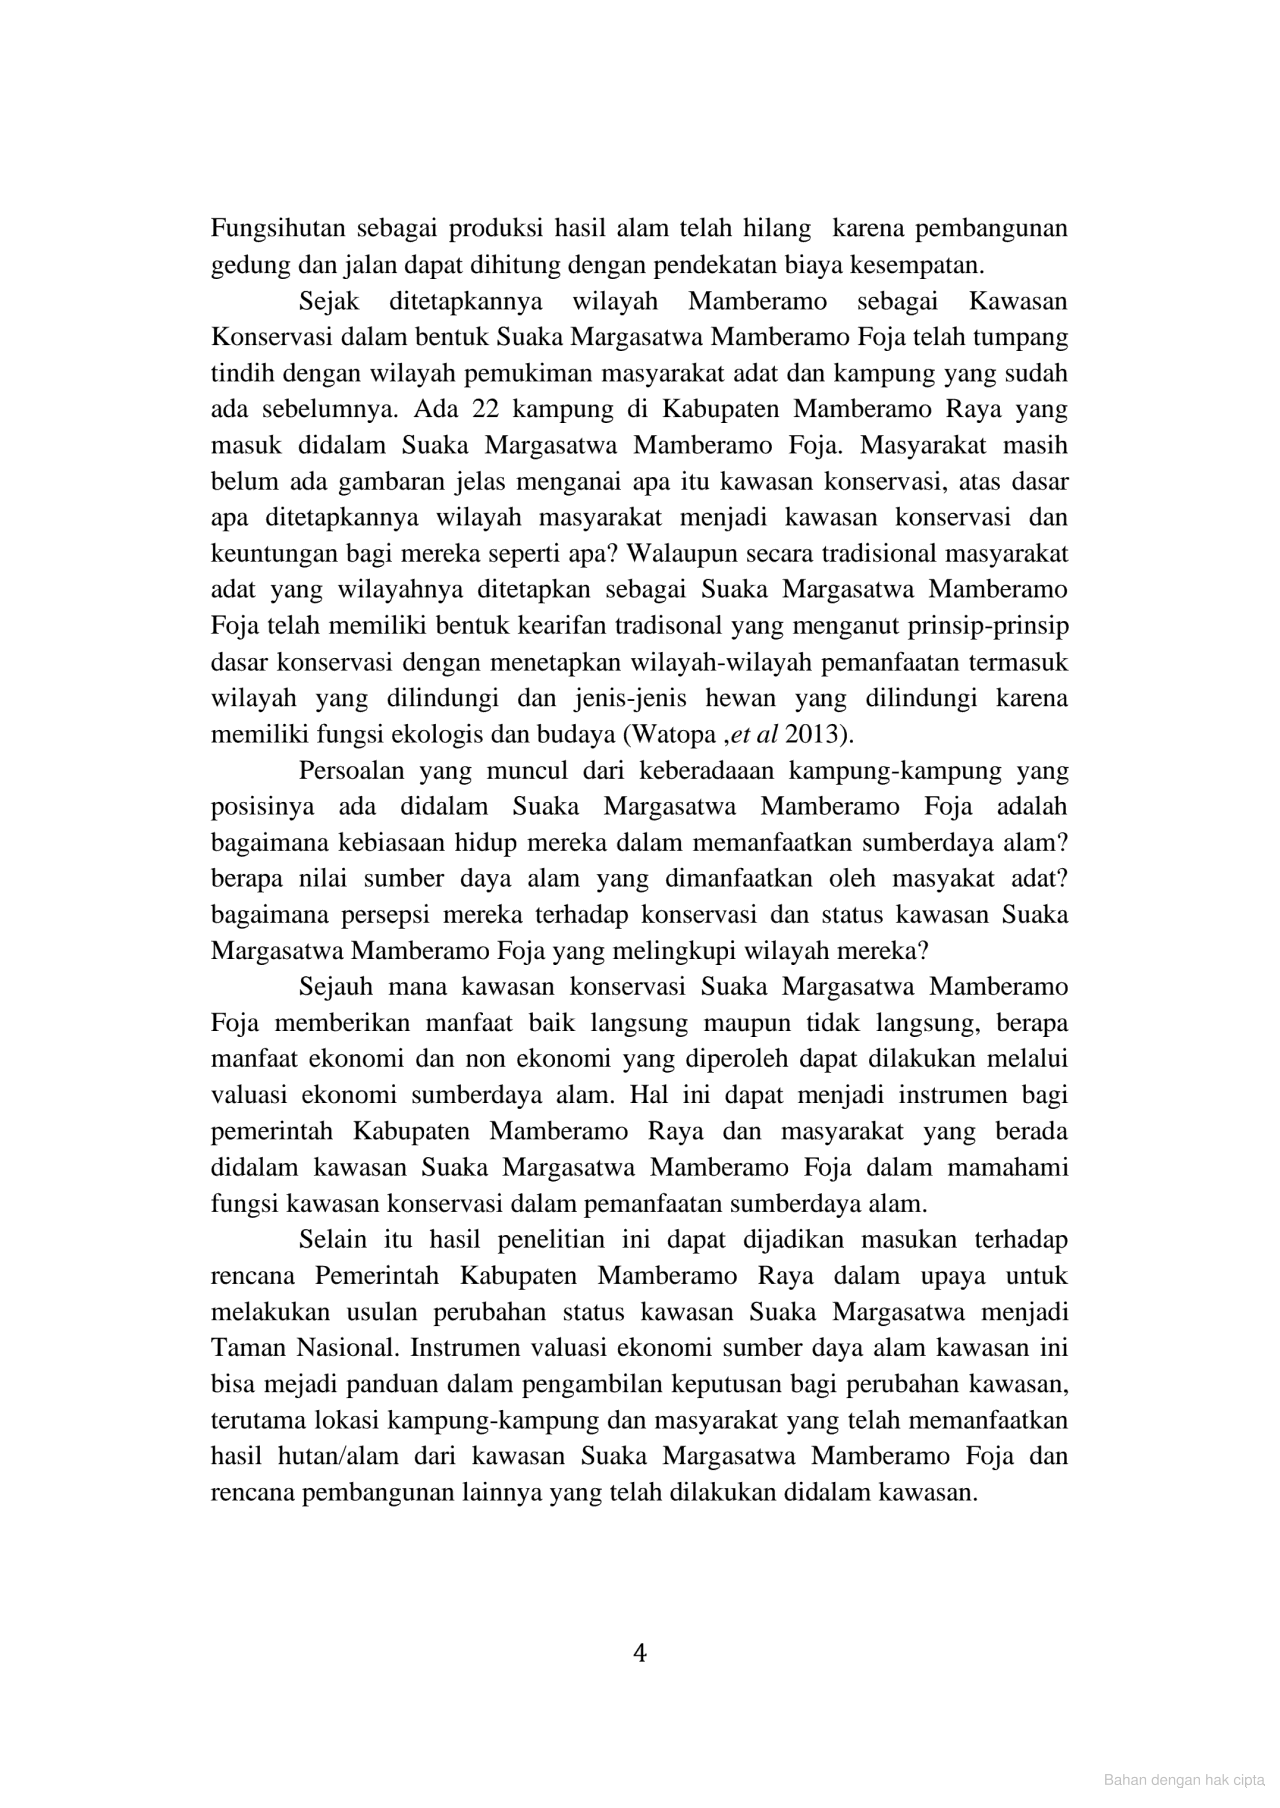 Fungsihutan sebagai produksi hasil alam telah hilang  karena pembangunan
gedung dan jalan dapat dihitung dengan pendekatan biaya kesempatan.
Sejak ditetapkannya wilayah Mamberamo sebagai Kawasan
Konservasi dalam bentuk Suaka Margasatwa Mamberamo Foja telah tumpang
tindih dengan wilayah pemukiman masyarakat adat dan kampung yang sudah
ada sebelumnya. Ada 22 kampung di Kabupaten Mamberamo Raya yang
masuk didalam Suaka Margasatwa Mamberamo Foja. Masyarakat masih
belum ada gambaran jelas menganai apa itu kawasan konservasi, atas dasar
apa ditetapkannya wilayah masyarakat menjadi kawasan konservasi dan
keuntungan bagi mereka seperti apa? Walaupun secara tradisional masyarakat
adat yang wilayahnya ditetapkan sebagai Suaka Margasatwa Mamberamo
Foja telah memiliki bentuk kearifan tradisonal yang menganut prinsip-prinsip
dasar konservasi dengan menetapkan wilayah-wilayah pemanfaatan termasuk
wilayah yang dilindungi dan jenis-jenis hewan yang dilindungi karena
memiliki fungsi ekologis dan budaya (Watopa ,et al 2013).
Persoalan yang muncul dari keberadaaan kampung-kampung yang
posisinya ada didalam Suaka Margasatwa Mamberamo Foja adalah
bagaimana kebiasaan hidup mereka dalam memanfaatkan sumberdaya alam?
berapa nilai sumber daya alam yang dimanfaatkan oleh masyakat adat?
bagaimana persepsi mereka terhadap konservasi dan status kawasan Suaka
Margasatwa Mamberamo Foja yang melingkupi wilayah mereka?
Sejauh mana kawasan konservasi Suaka Margasatwa Mamberamo
Foja memberikan manfaat baik langsung maupun tidak langsung, berapa
manfaat ekonomi dan non ekonomi yang diperoleh dapat dilakukan melalui
valuasi ekonomi sumberdaya alam. Hal ini dapat menjadi instrumen bagi
pemerintah Kabupaten Mamberamo Raya dan masyarakat yang berada
didalam kawasan Suaka Margasatwa Mamberamo Foja dalam mamahami
fungsi kawasan konservasi dalam pemanfaatan sumberdaya alam.
Selain itu hasil penelitian ini dapat dijadikan masukan terhadap
rencana Pemerintah Kabupaten Mamberamo Raya dalam upaya untuk
melakukan usulan perubahan status kawasan Suaka Margasatwa menjadi
Taman Nasional. Instrumen valuasi ekonomi sumber daya alam kawasan ini
bisa mejadi panduan dalam pengambilan keputusan bagi perubahan kawasan,
terutama lokasi kampung-kampung dan masyarakat yang telah memanfaatkan
hasil hutan/alam dari kawasan Suaka Margasatwa Mamberamo Foja dan
rencana pembangunan lainnya yang telah dilakukan didalam kawasan.
4
Bahan dengan hak cipta